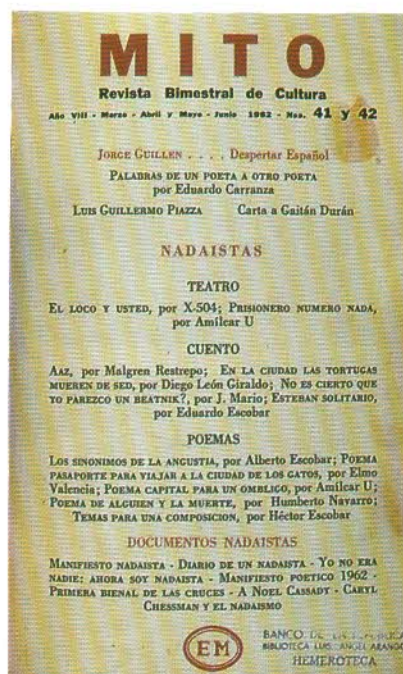 MITO
Revista Bimestral de Cultura
Año VIII - Marzo - Abril y Mayo - Junio 1962 - Nos. 41 y 42
JORGE GUILLEN . . . . Despertar Español
PALABRAS DE UN POETA A OTRO POETA
por Eduardo Carranza
LUIS GUILLERMO PIAZZA Carta a Gaitán Durán
NADAISTAS
TEATRO
EL LOCO Y USTED, por X-504; PRISIONERO NUMERO NADA,
por Amílcar U
CUENTO
AAZ, por Malgren Restrepo; EN LA CIUDAD LAS TORTUGAS
MUEREN DE SED, por Diego León Giraldo; NO ES CIERTO QUE
YO PAREZCO UN BEATNIK?, por J. Mario; ESTEBAN SOLITARIO,
por Eduardo Escobar
POEMAS
LOS SINONIMOS DE LA ANGUSTIA, por Alberto Escobar; POEMA
PASAPORTE PARA VIAJAR A LA CIUDAD DE LOS GATOS, por Elmo
Valencia; POEMA CAPITAL PARA UN OMBLIGO, por Amílcar U;
POEMA DE ALGUIEN Y LA MUERTE, por Humberto Navarro;
TEMAS PARA UNA COMPOSICION, por Héctor Escobar
DOCUMENTOS NADAISTAS
MANIFIESTO NADAISTA - DIARIO DE UN NADAISTA - YO NO ERA
NADIE: AHORA SOY NADAISTA - MANIFIESTO POETICO 1962 -
PRIMERA BIENAL DE LAS CRUCES - A NOEL CASSADY - CARYL
CHESSMAN Y EL NADAISMO
EM
BANCO DE
BIBLIOTECA LUIS ANGEL ARANGO
HEMEROTECA